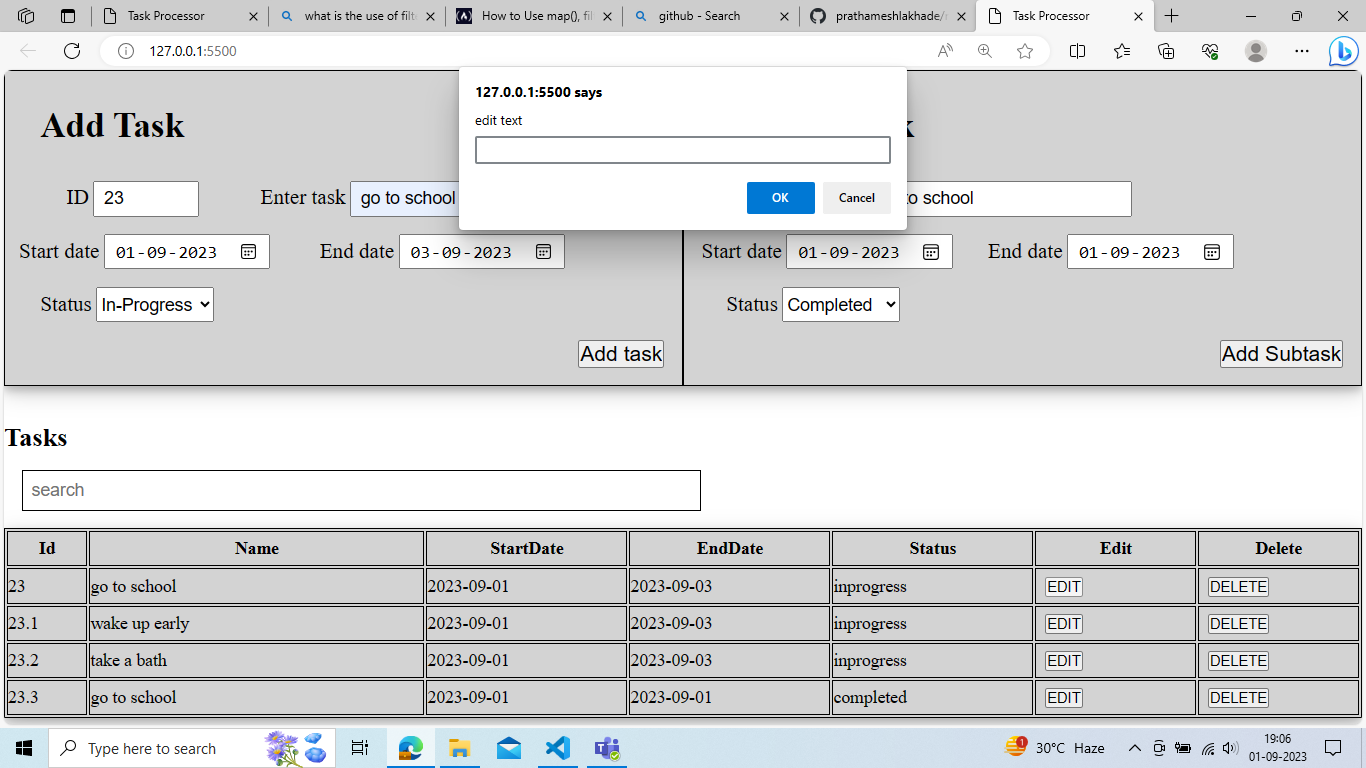 Task Processor
what is the use of filt
How to Use map(), fil
github - Search
prathameshlakhade/
Task Processor
127.0.0.1:5500
127.0.0.1:5500 says
edit text
OK
Cancel
Add Task
k
ID
23
Enter task
go to school
to school
Start date
01-09-2023
End date
03-09-2023
Start date
01-09-2023
End date
01-09-2023
Status
In-Progress
Status
Completed
Add task
Add Subtask
Tasks
search
Id Name StartDate EndDate Status Edit Delete
23 go to school 2023-09-01 2023-09-03 inprogress EDIT DELETE
23.1 wake up early 2023-09-01 2023-09-03 inprogress EDIT DELETE
23.2 take a bath 2023-09-01 2023-09-03 inprogress EDIT DELETE
23.3 go to school 2023-09-01 2023-09-01 completed EDIT DELETE
Type here to search
1
30°C Haze
19:06
01-09-2023